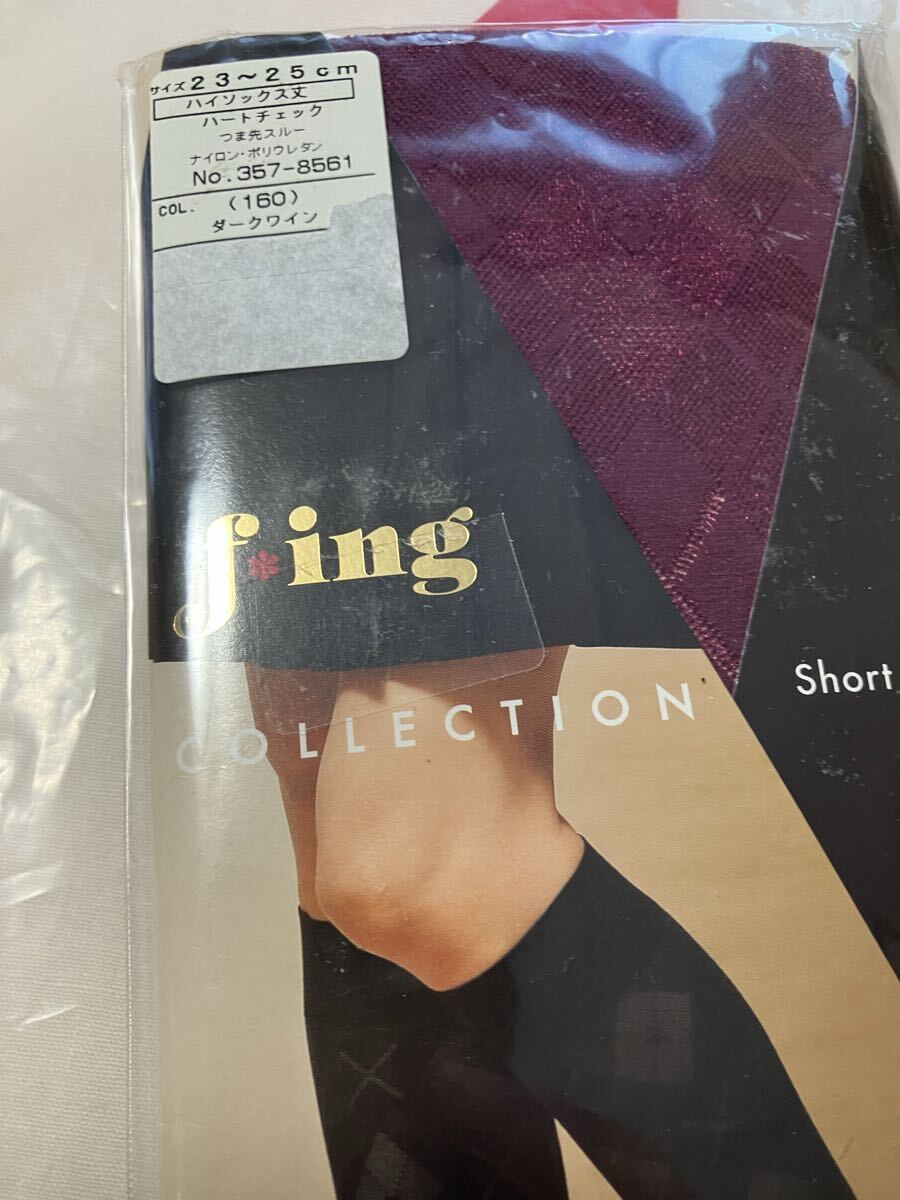 サイズ 23～25cm
ハイソックス丈
ハートチェック
つま先スルー
ナイロン・ポリウレタン
No.357-8561
COL. (160)
ダークワイン
f*ing
COLLECTION
Short